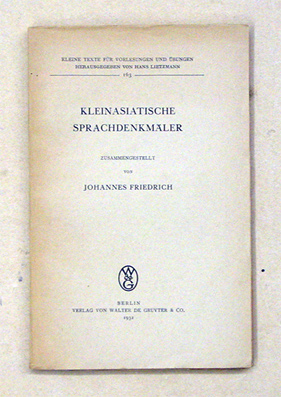 KLEINE TEXTE FÜR VORLESUNGEN UND ÜBUNGEN
HERAUSGEGEBEN VON HANS LIETZMANN
163
KLEINASIATISCHE
SPRACHDENKMÄLER
ZUSAMMENGESTELLT
VON
JOHANNES FRIEDRICH
W
DE
G
BERLIN
VERLAG VON WALTER DE GRUYTER & CO.
1932